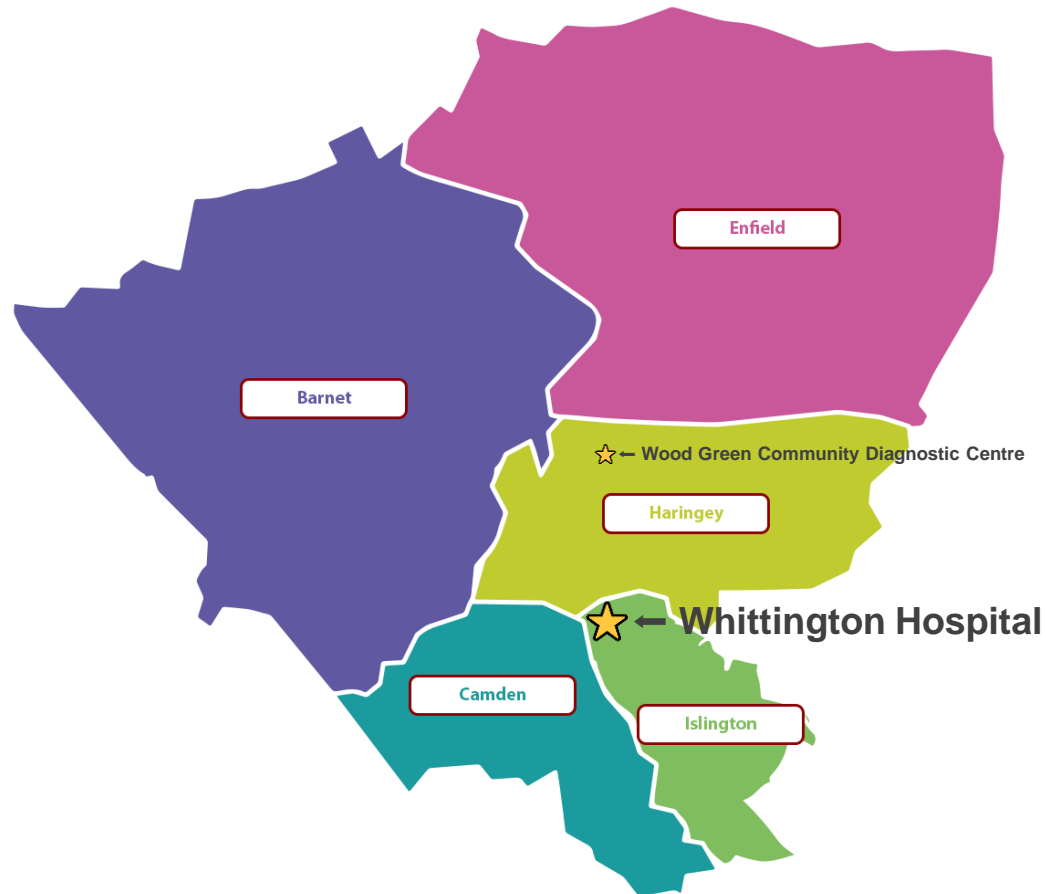 Enfield
Barnet
← Wood Green Community Diagnostic Centre
Haringey
← Whittington Hospital
Camden
Islington